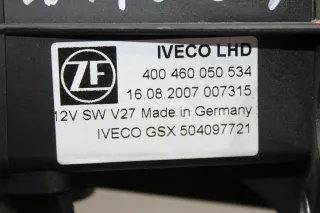 ZF
IVECO LHD
400 460 050 534
16.08.2007 007315
12V SW V27 Made in Germany
IVECO GSX 504097721